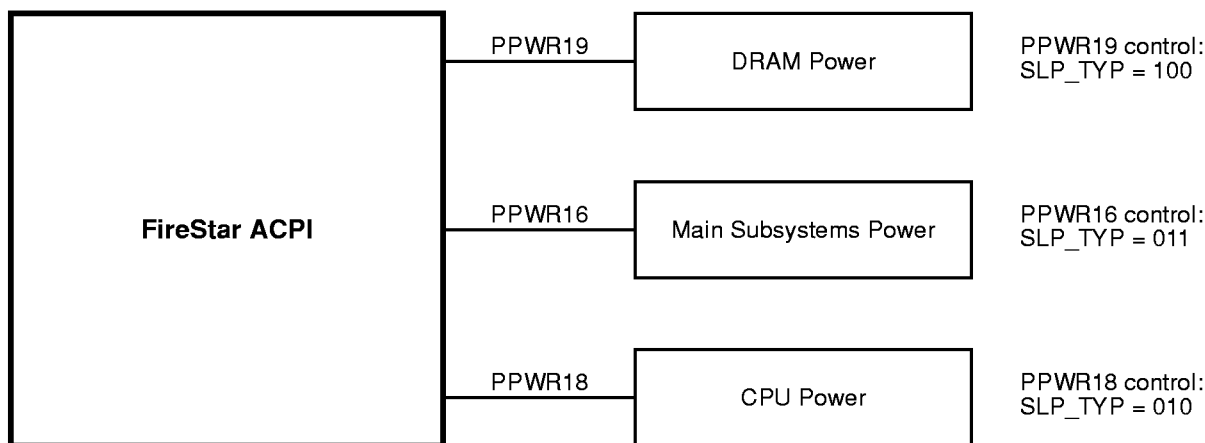 PPWR19
DRAM Power
PPWR19 control:
SLP_TYP = 100
FireStar ACPI
PPWR16
Main Subsystems Power
PPWR16 control:
SLP_TYP = 011
PPWR18
CPU Power
PPWR18 control:
SLP_TYP = 010